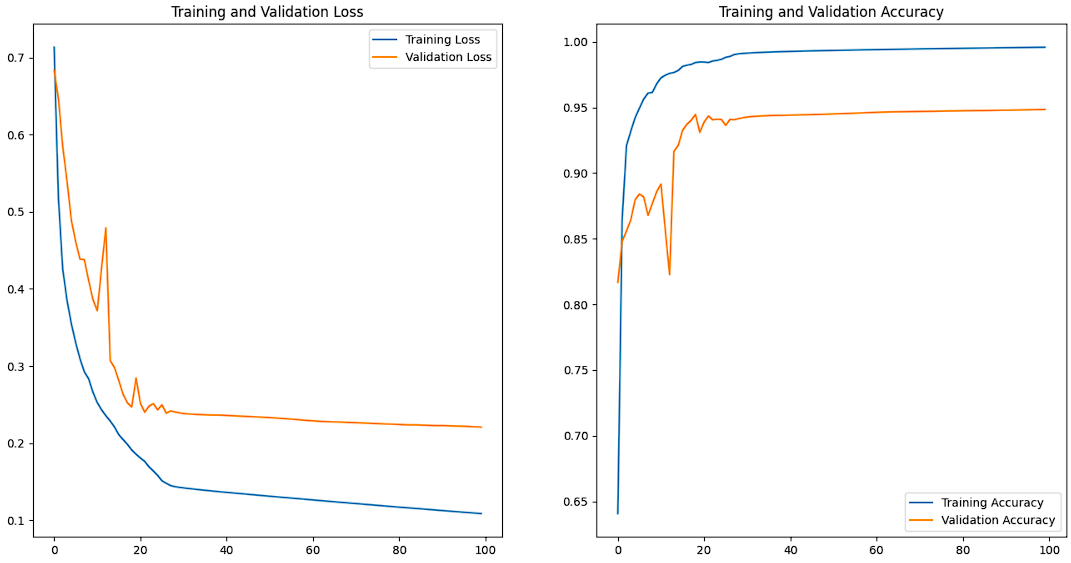 Training and Validation Loss
Training Loss
Validation Loss
0.7
0.6
0.5
0.4
0.3
0.2
0.1
0 20 40 60 80 100
Training and Validation Accuracy
1.00
0.95
0.90
0.85
0.80
0.75
0.70
0.65
Training Accuracy
Validation Accuracy
0 20 40 60 80 100